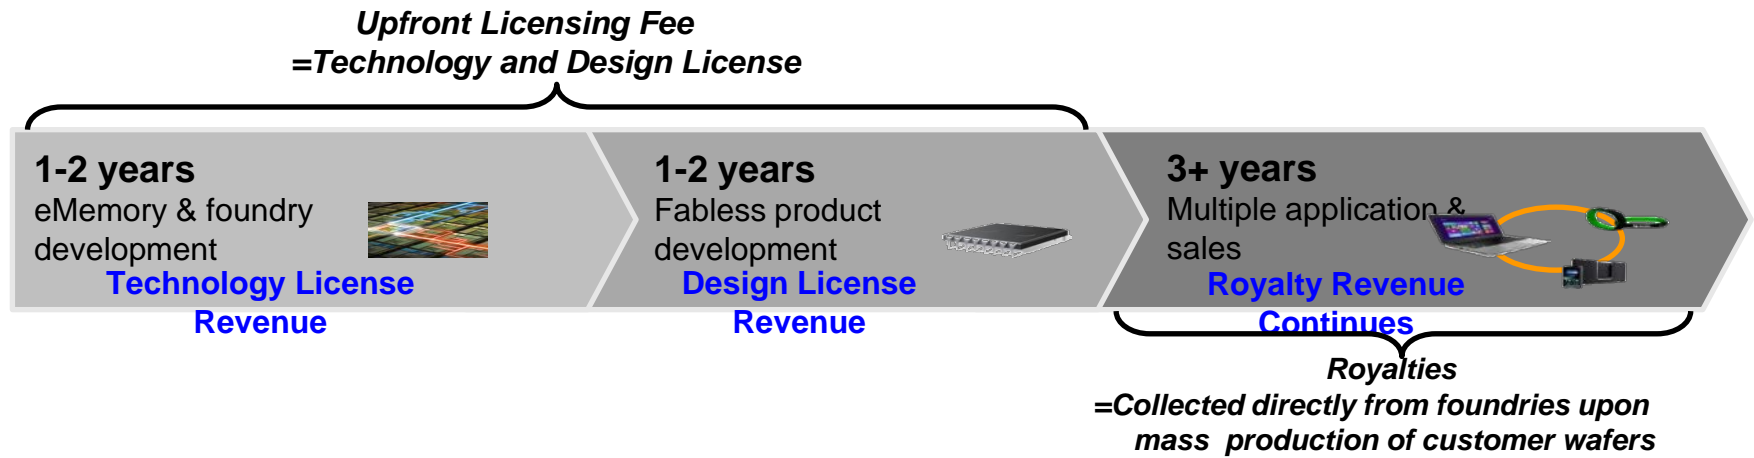 Upfront Licensing Fee
=Technology and Design License
1-2 years
eMemory & foundry
development
Technology License
Revenue
1-2 years
Fabless product
development
Design License
Revenue
3+ years
Multiple application &
sales
Royalty Revenue
Continues
Royalties
=Collected directly from foundries upon
mass production of customer wafers